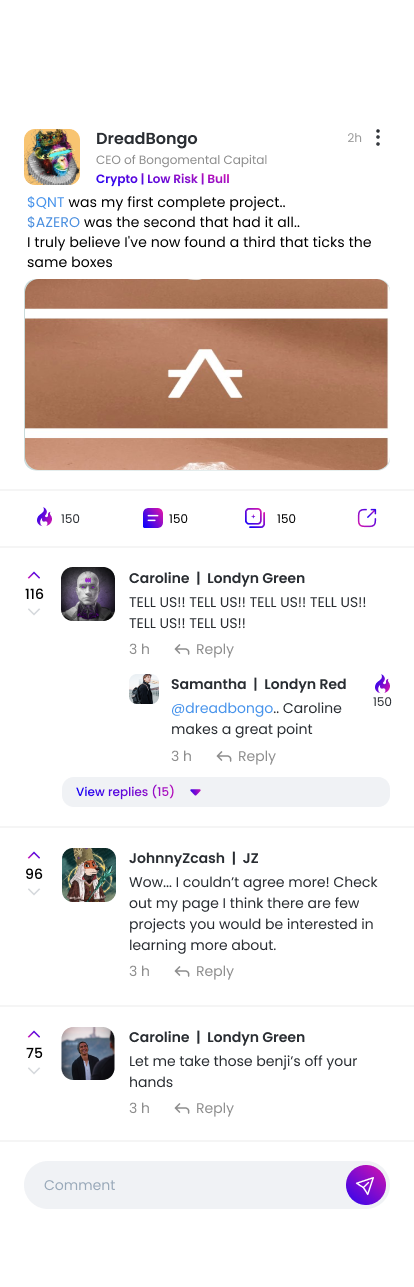 DreadBongo
2h
CEO of Bongomental Capital
Crypto | Low Risk | Bull
$QNT was my first complete project..
$AZERO was the second that had it all..
I truly believe I've now found a third that ticks the
same boxes
150
150
150
116
Caroline | Londyn Green
TELL US!! TELL US!! TELL US!! TELL US!!
TELL US!! TELL US!!
3 h
Reply
Samantha | Londyn Red
@dreadbongo.. Caroline
makes a great point
150
3 h
Reply
View replies (15)
96
JohnnyZcash | JZ
Wow... I couldn’t agree more! Check
out my page I think there are few
projects you would be interested in
learning more about.
3 h
Reply
75
Caroline | Londyn Green
Let me take those benji’s off your
hands
3 h
Reply
Comment